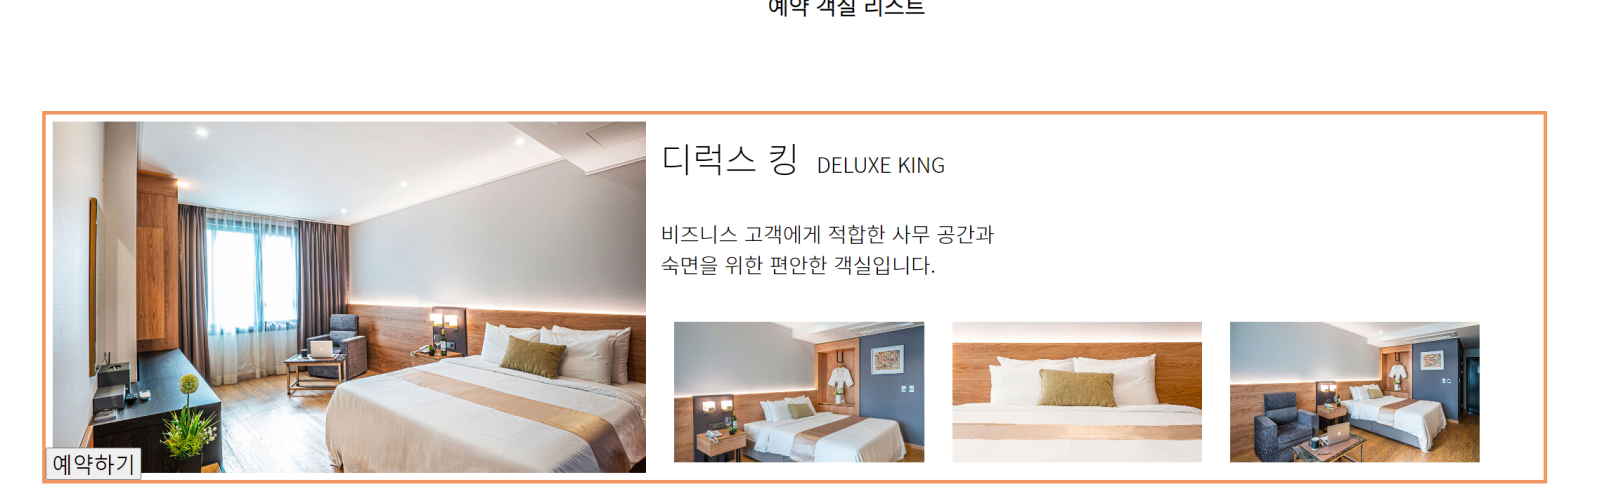 예약 객실 리스트
디럭스 킹 DELUXE KING
비즈니스 고객에게 적합한 사무 공간과
숙면을 위한 편안한 객실입니다.
예약하기